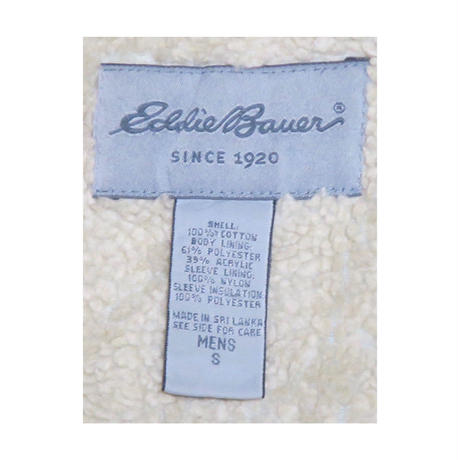 Eddie Bauer®
SINCE 1920
SHELL:
100% COTTON
BODY LINING:
61% POLYESTER
39% ACRYLIC
SLEEVE LINING:
100% NYLON
SLEEVE INSULATION
100% POLYESTER
MADE IN SRI LANKA
SEE SIDE FOR CARE
MENS
S